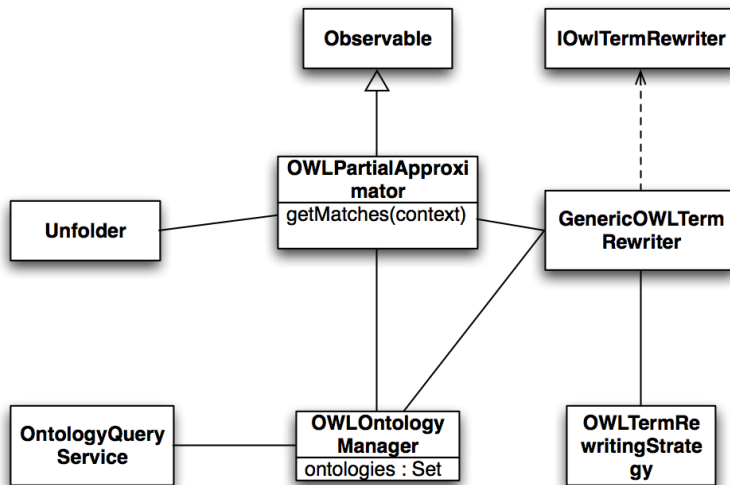 Observable
IOwlTermRewriter
OWLPartialApproxi
mator
getMatches(context)
Unfolder
GenericOWLTerm
Rewriter
OntologyQuery
Service
OWLOntology
Manager
ontologies : Set
OWLTermRe
writingStrate
gy